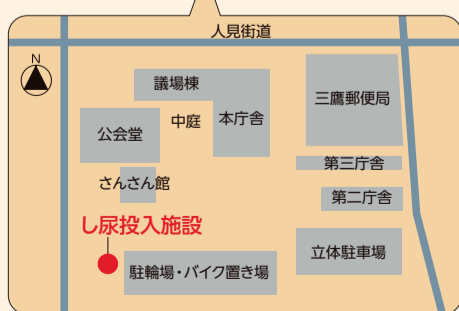 人見街道
N
議場棟
三鷹郵便局
本庁舎
中庭
公会堂
第三庁舎
さんさん館
第二庁舎
し尿投入施設
立体駐車場
駐輪場・バイク置き場